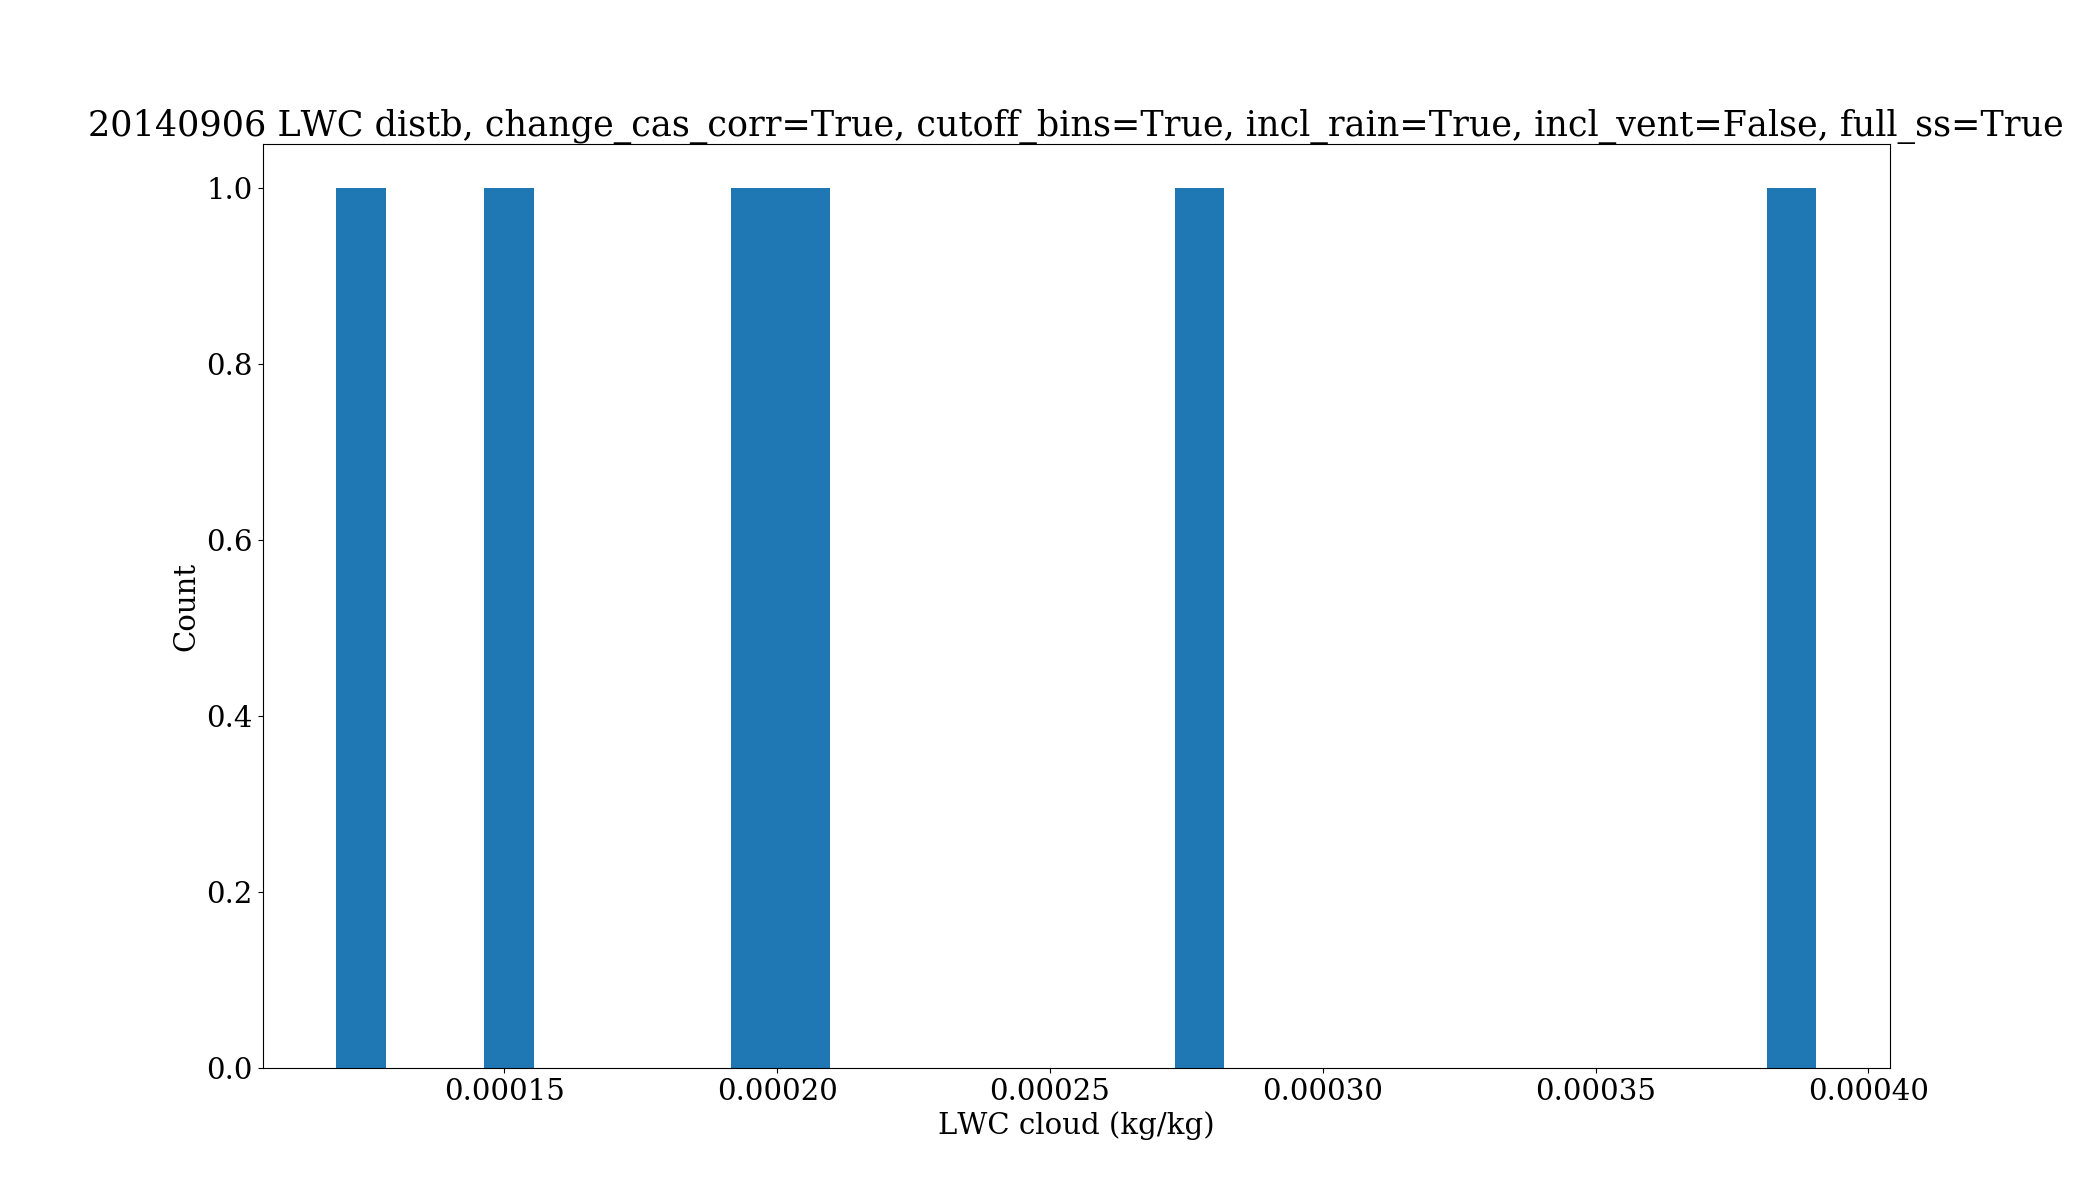 20140906 LWC distb, change_cas_corr=True, cutoff_bins=True, incl_rain=True, incl_vent=False, full_ss=True
1.0
0.8
0.6
0.4
0.2
0.0
Count
0.00015 0.00020 0.00025 0.00030 0.00035 0.00040
LWC cloud (kg/kg)